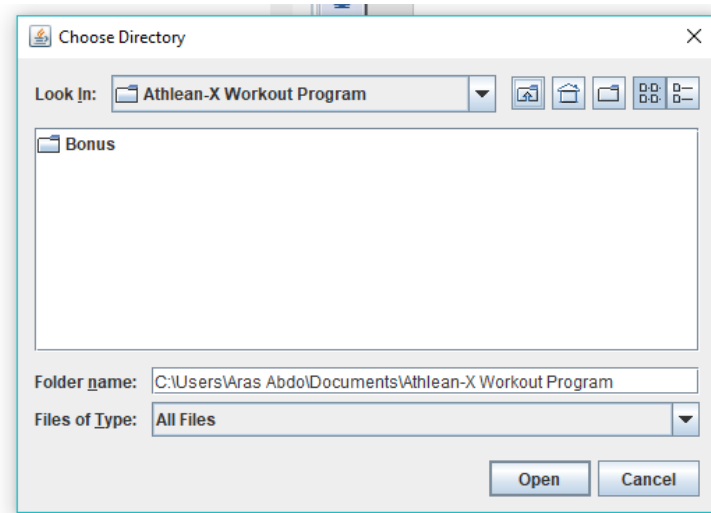 Choose Directory
Look In: Athlean-X Workout Program
Bonus
Folder name: C:\Users\Aras Abdo\Documents\Athlean-X Workout Program
Files of Type: All Files
Open Cancel